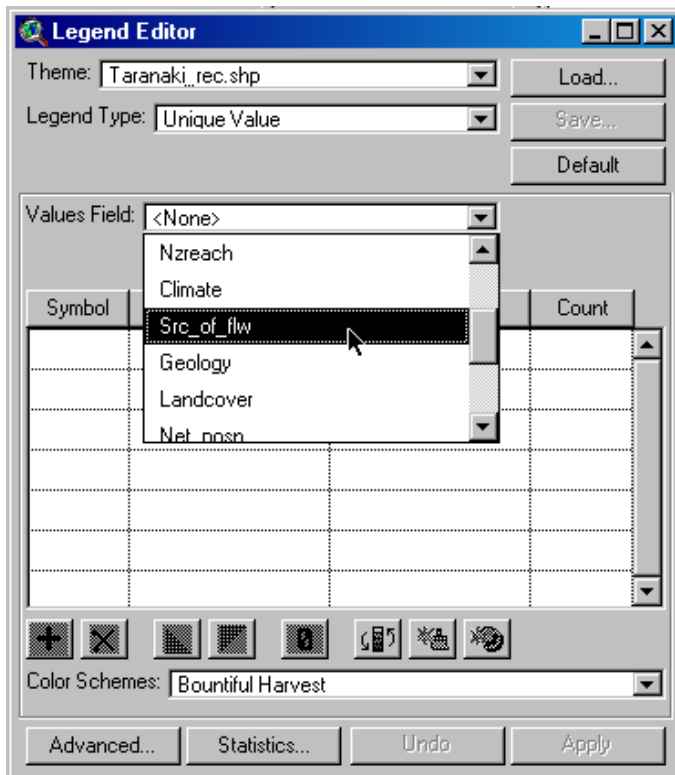 Legend Editor
Theme: Taranaki_rec.shp
Load...
Legend Type: Unique Value
Save...
Default
Values Field: <None>
Nzreach
Climate
Symbol
Count
Src_of_flw
Geology
Landcover
Net_posn
Color Schemes: Bountiful Harvest
Advanced...
Statistics...
Undo
Apply